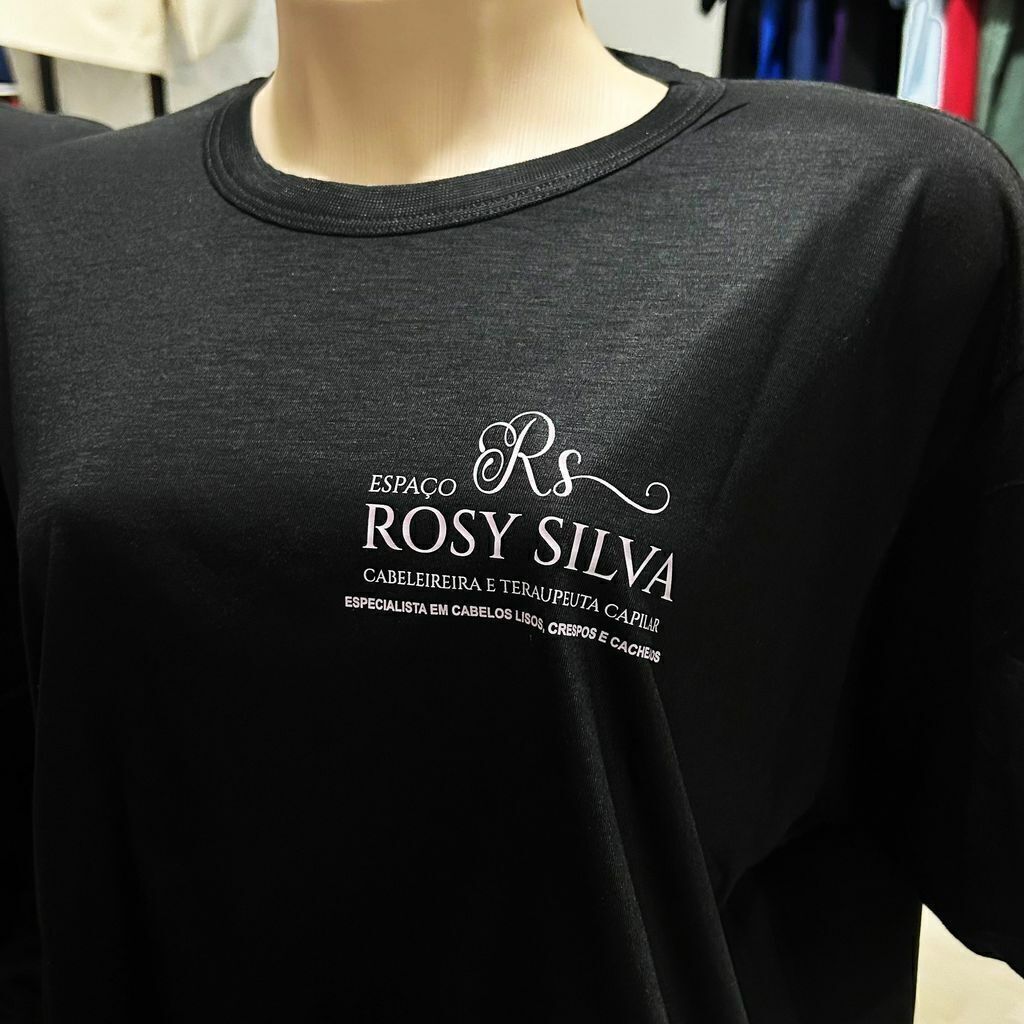 Rs
ESPAÇO
ROSY SILVA
CABELEIREIRA E TERAUPEUTA CAPILAR
ESPECIALISTA EM CABELOS LISOS, CRESPOS E CACHEADOS